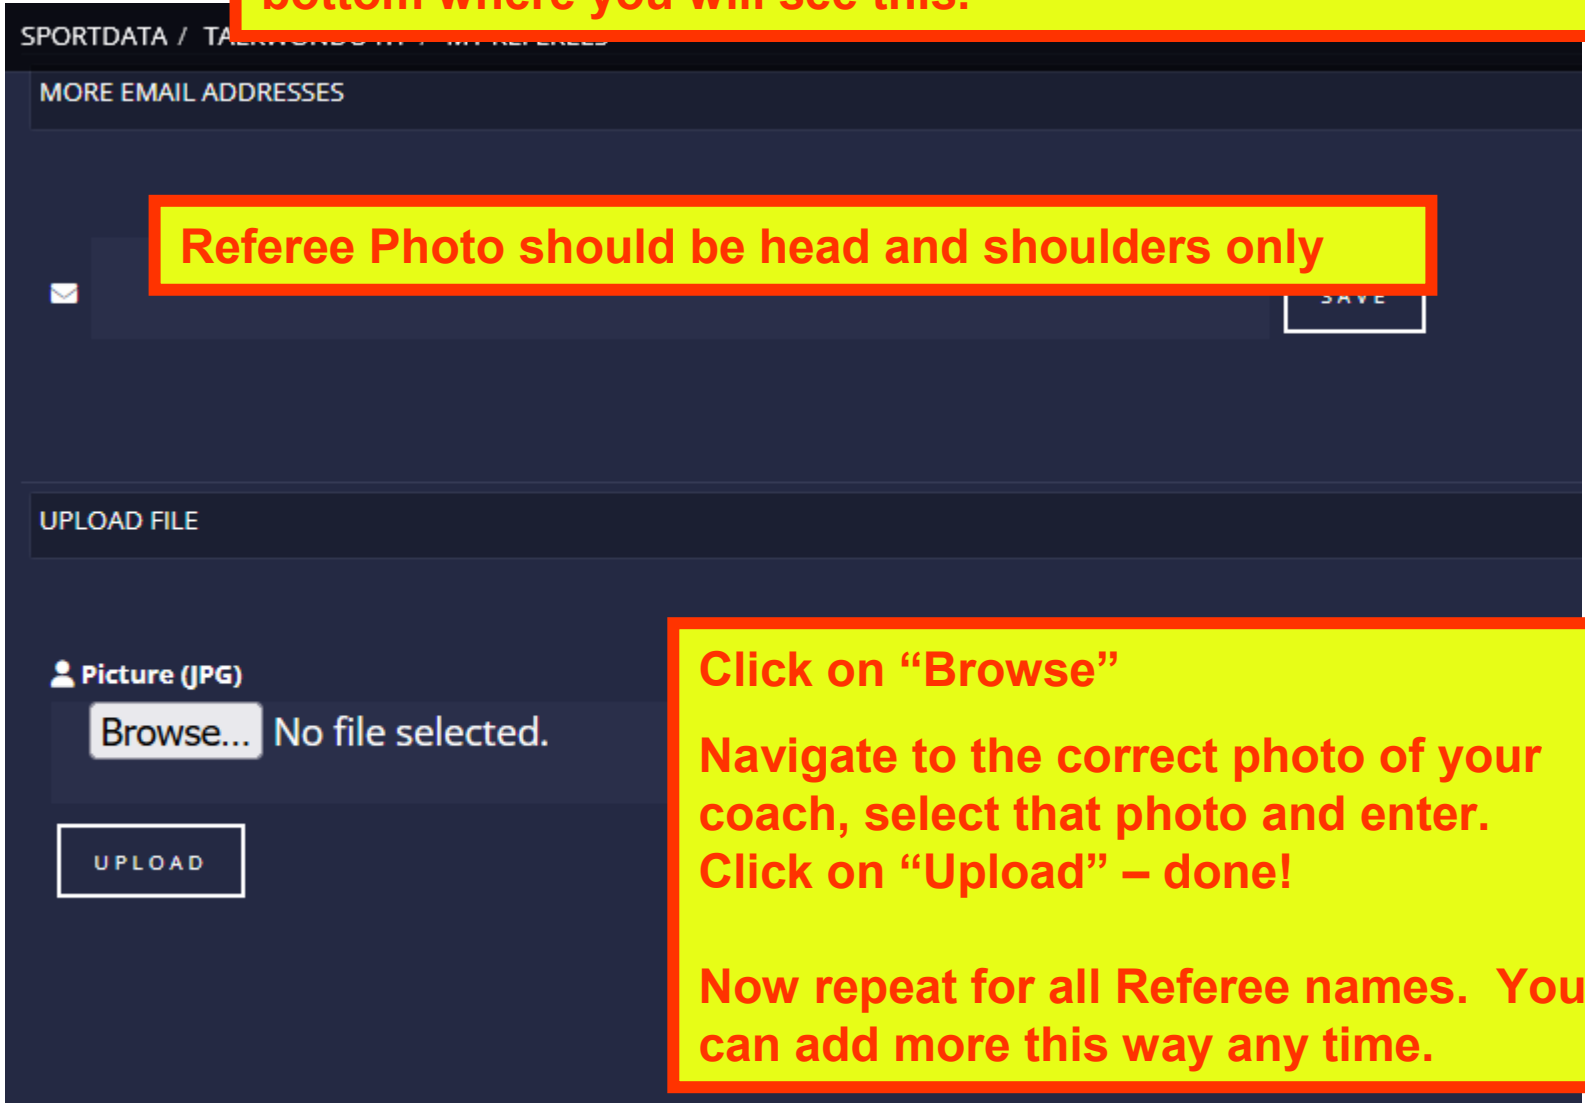 bottom where you will see this.
SPORTDATA / MY REFEREES
MORE EMAIL ADDRESSES
Referee Photo should be head and shoulders only
SAVE
UPLOAD FILE
Picture (JPG)
Browse... No file selected.
UPLOAD
Click on “Browse”
Navigate to the correct photo of your
coach, select that photo and enter.
Click on “Upload” – done!
Now repeat for all Referee names. You
can add more this way any time.